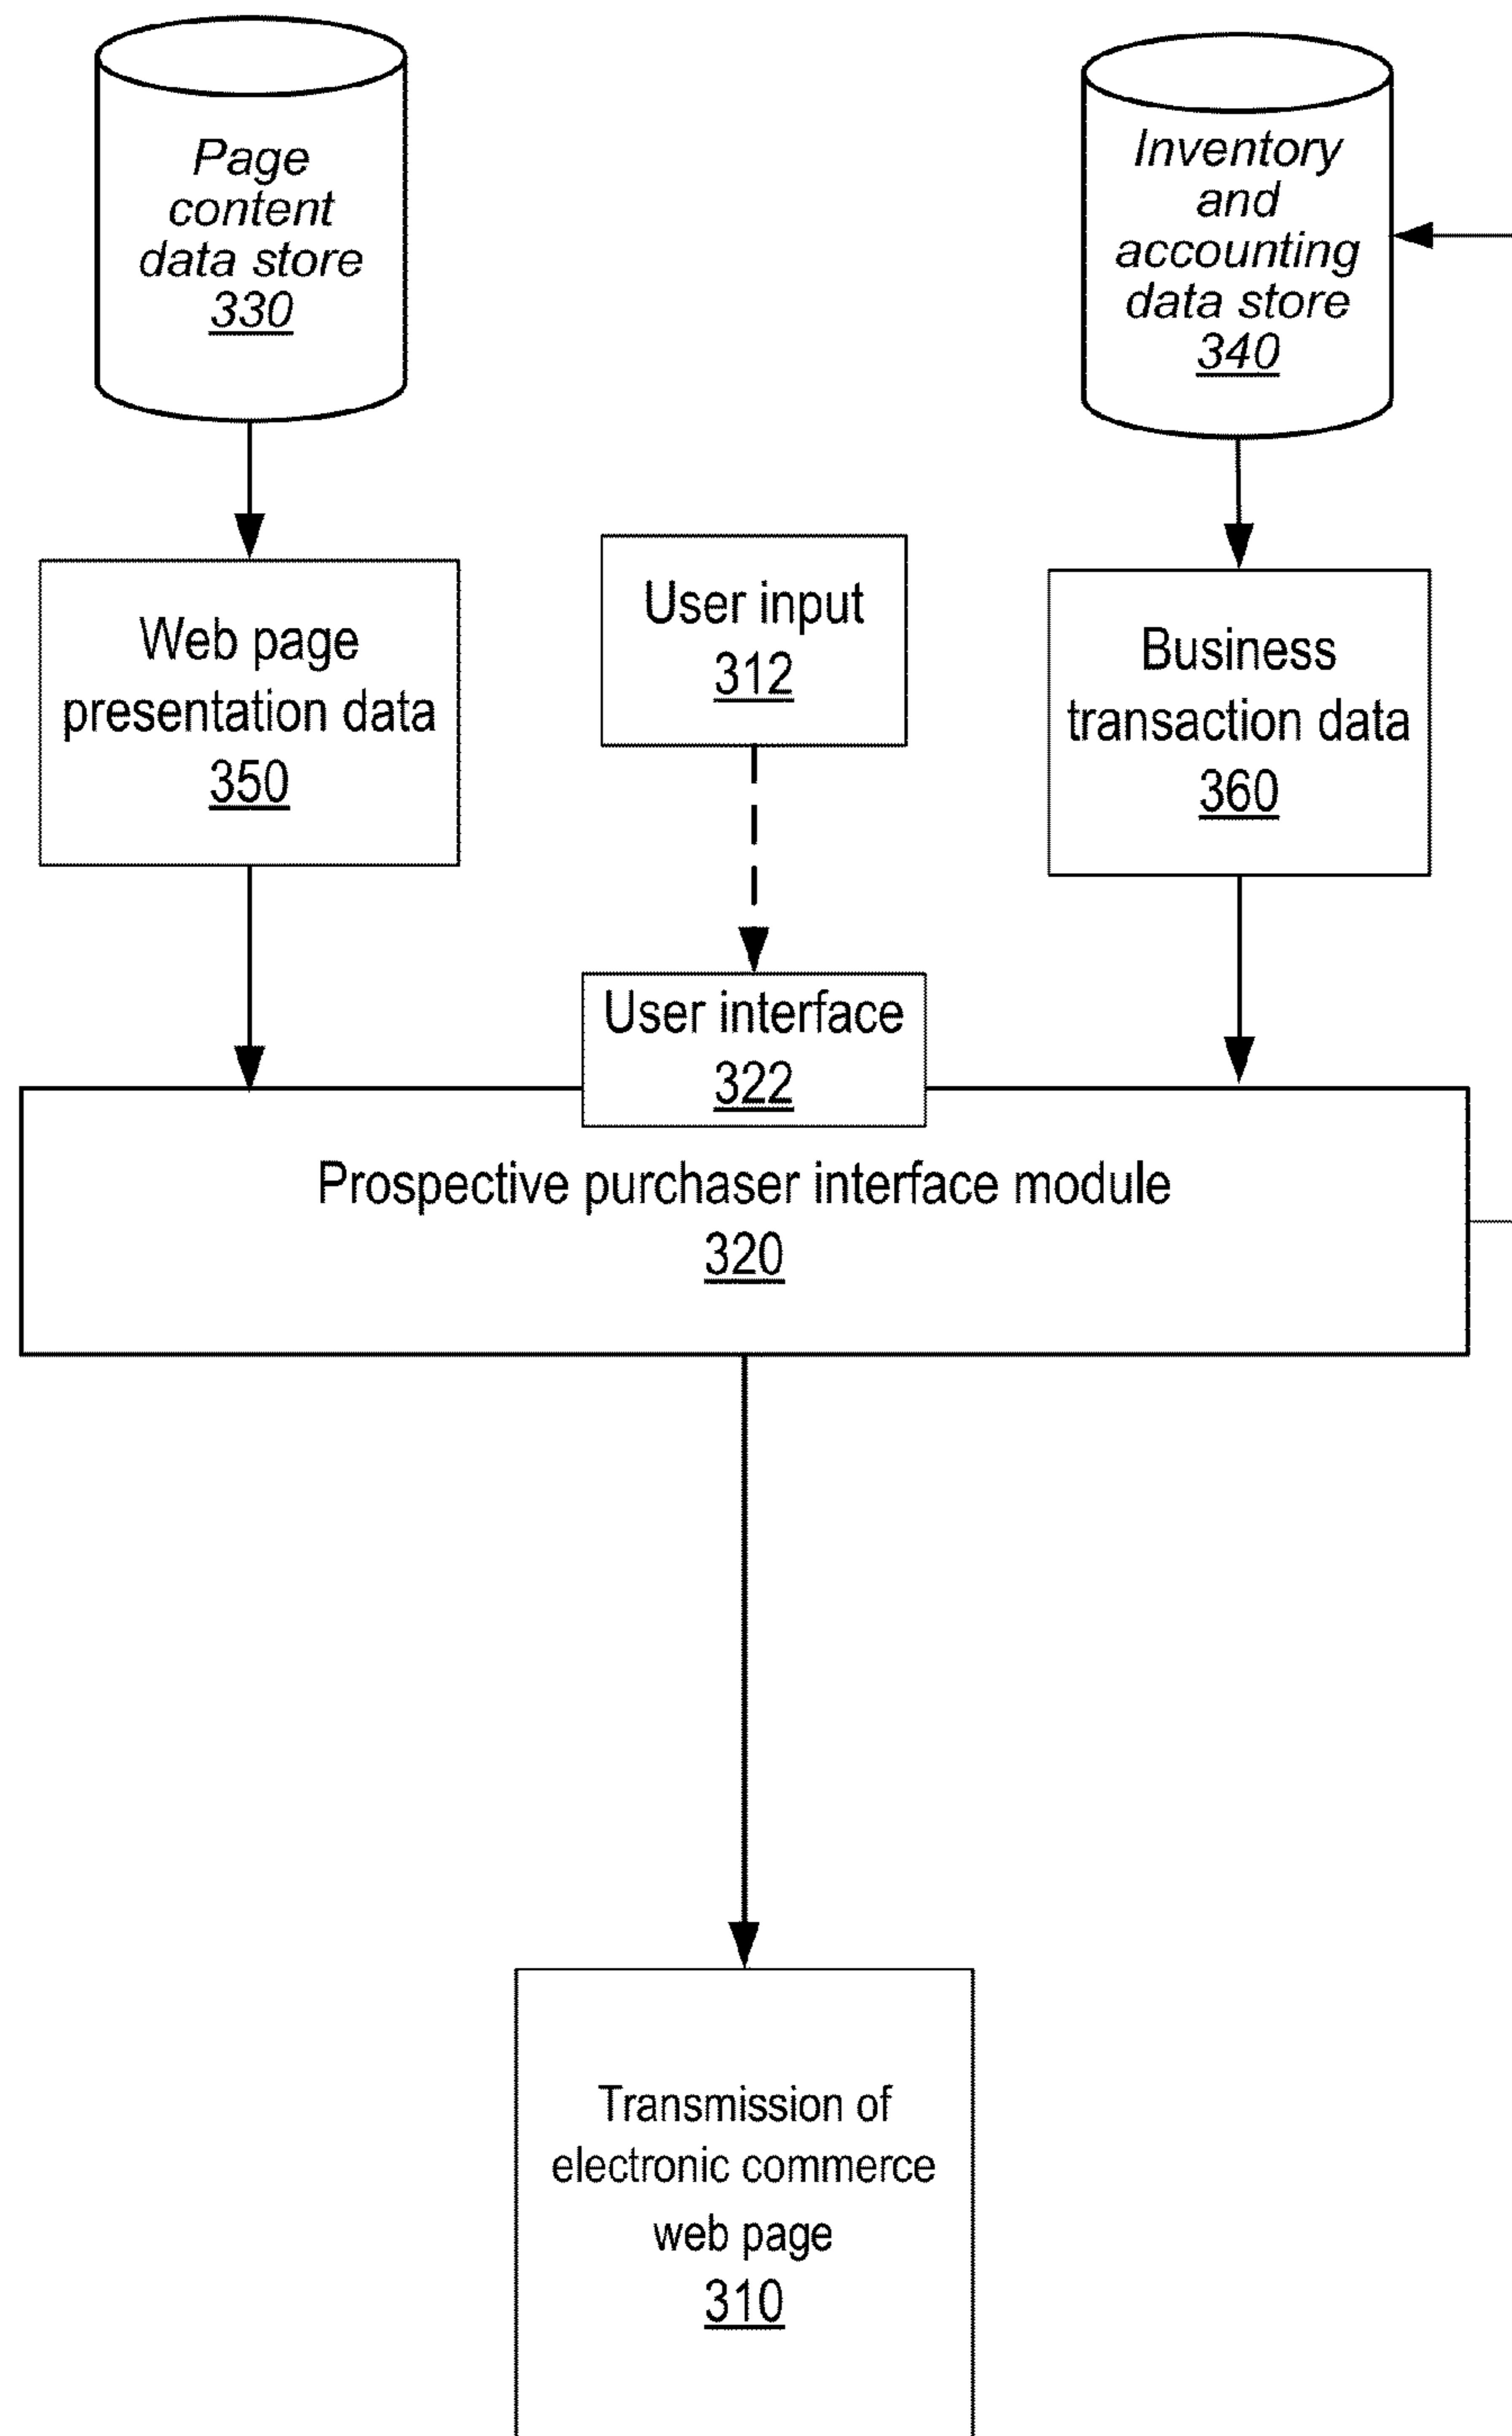 Page
content
data store
330
Inventory
and
accounting
data store
340
User input
312
Web page
presentation data
350
Business
transaction data
360
User interface
322
Prospective purchaser interface module
320
Transmission of
electronic commerce
web page
310